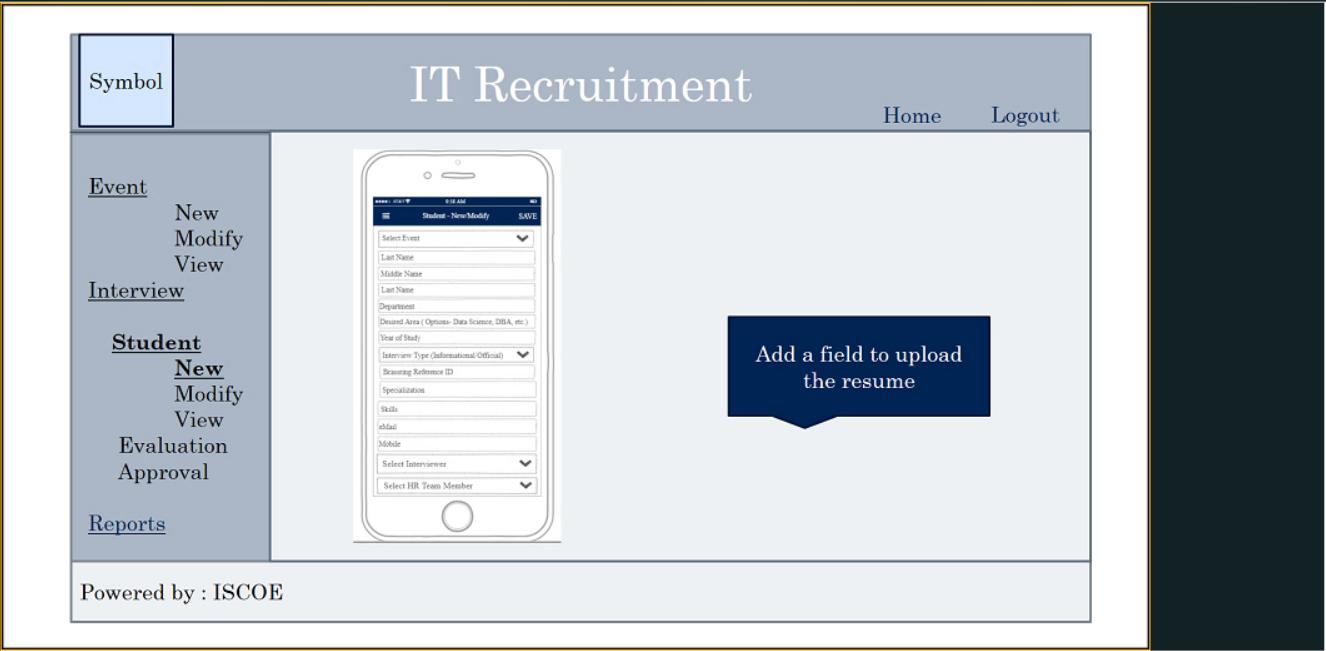 Symbol
IT Recruitment
Home
Logout
Event
New
Modify
View
Interview
Student
New
Modify
View
Evaluation
Approval
Reports
9:58 AM
Student - New/Modify
SAVE
Select Event
Last Name
Middle Name
Last Name
Department
Desired Area ( Options- Data Science, DBA, etc.)
Year of Study
Interview Type (Informational/Official)
Reference ID
Specialization
Skills
eMail
Mobile
Select Interviewer
Select HR Team Member
Add a field to upload
the resume
Powered by : ISCOE